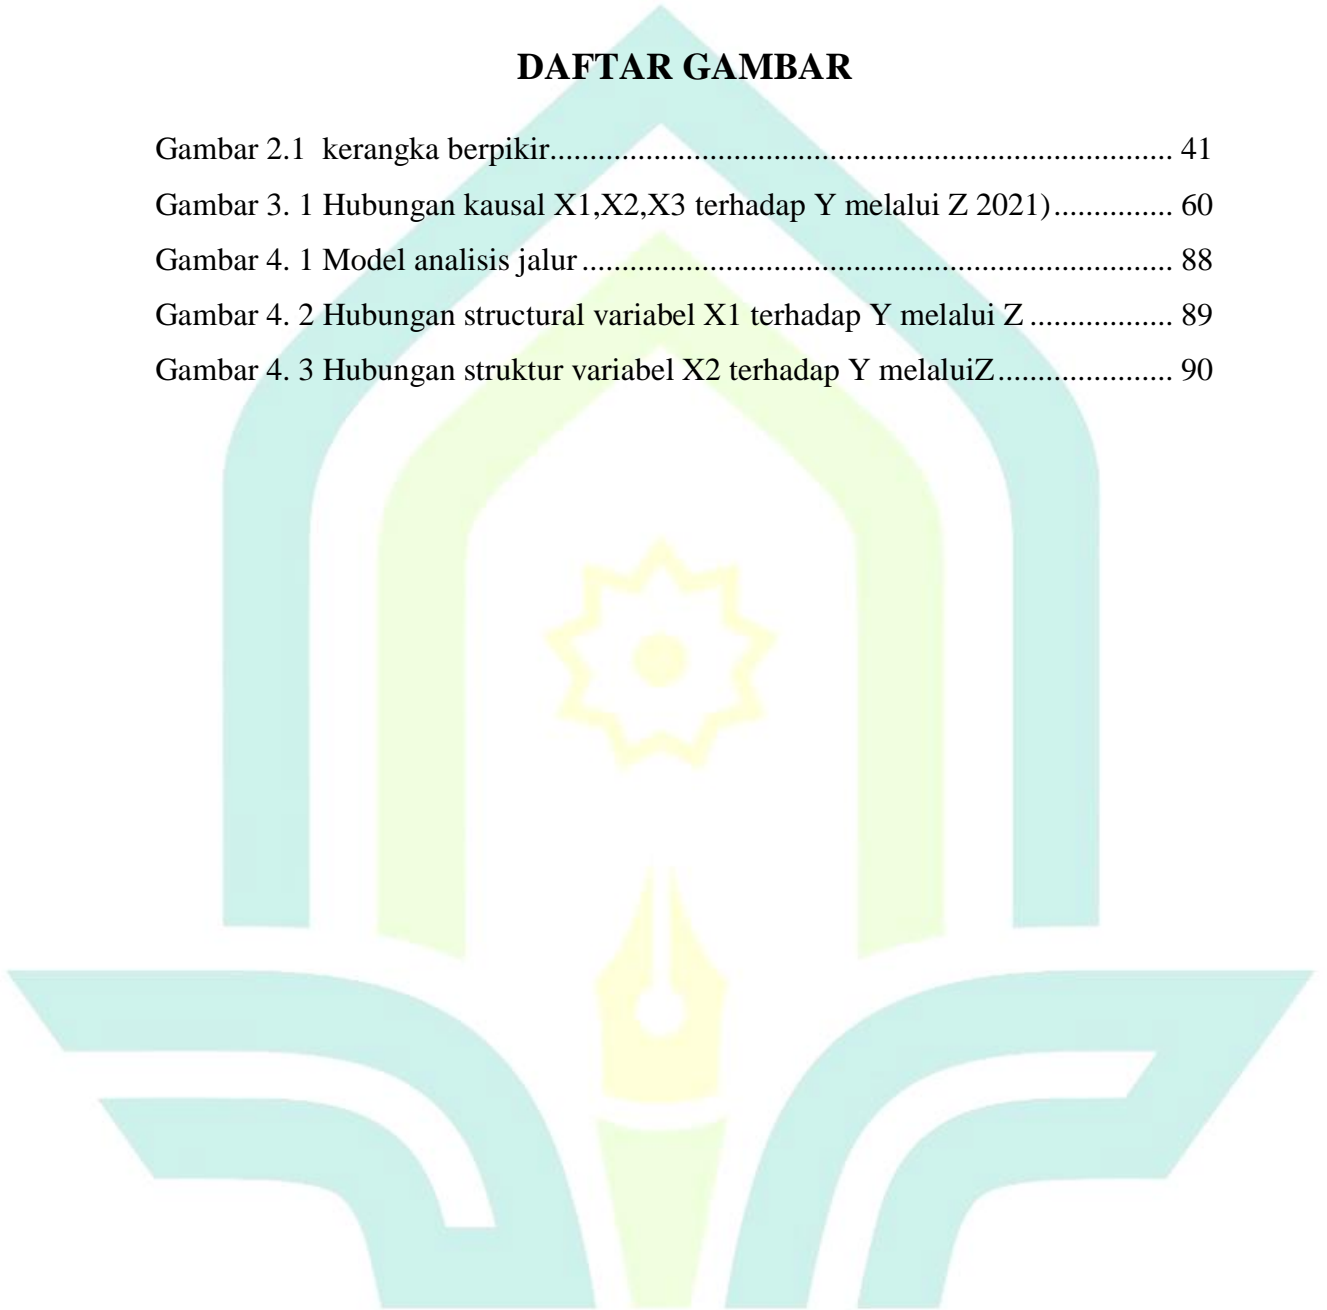 DAFTAR GAMBAR
Gambar 2.1  kerangka berpikir............................................................................. 41
Gambar 3. 1 Hubungan kausal X1,X2,X3 terhadap Y melalui Z 2021)............... 60
Gambar 4. 1 Model analisis jalur......................................................................... 88
Gambar 4. 2 Hubungan structural variabel X1 terhadap Y melalui Z.................. 89
Gambar 4. 3 Hubungan struktur variabel X2 terhadap Y melaluiZ...................... 90